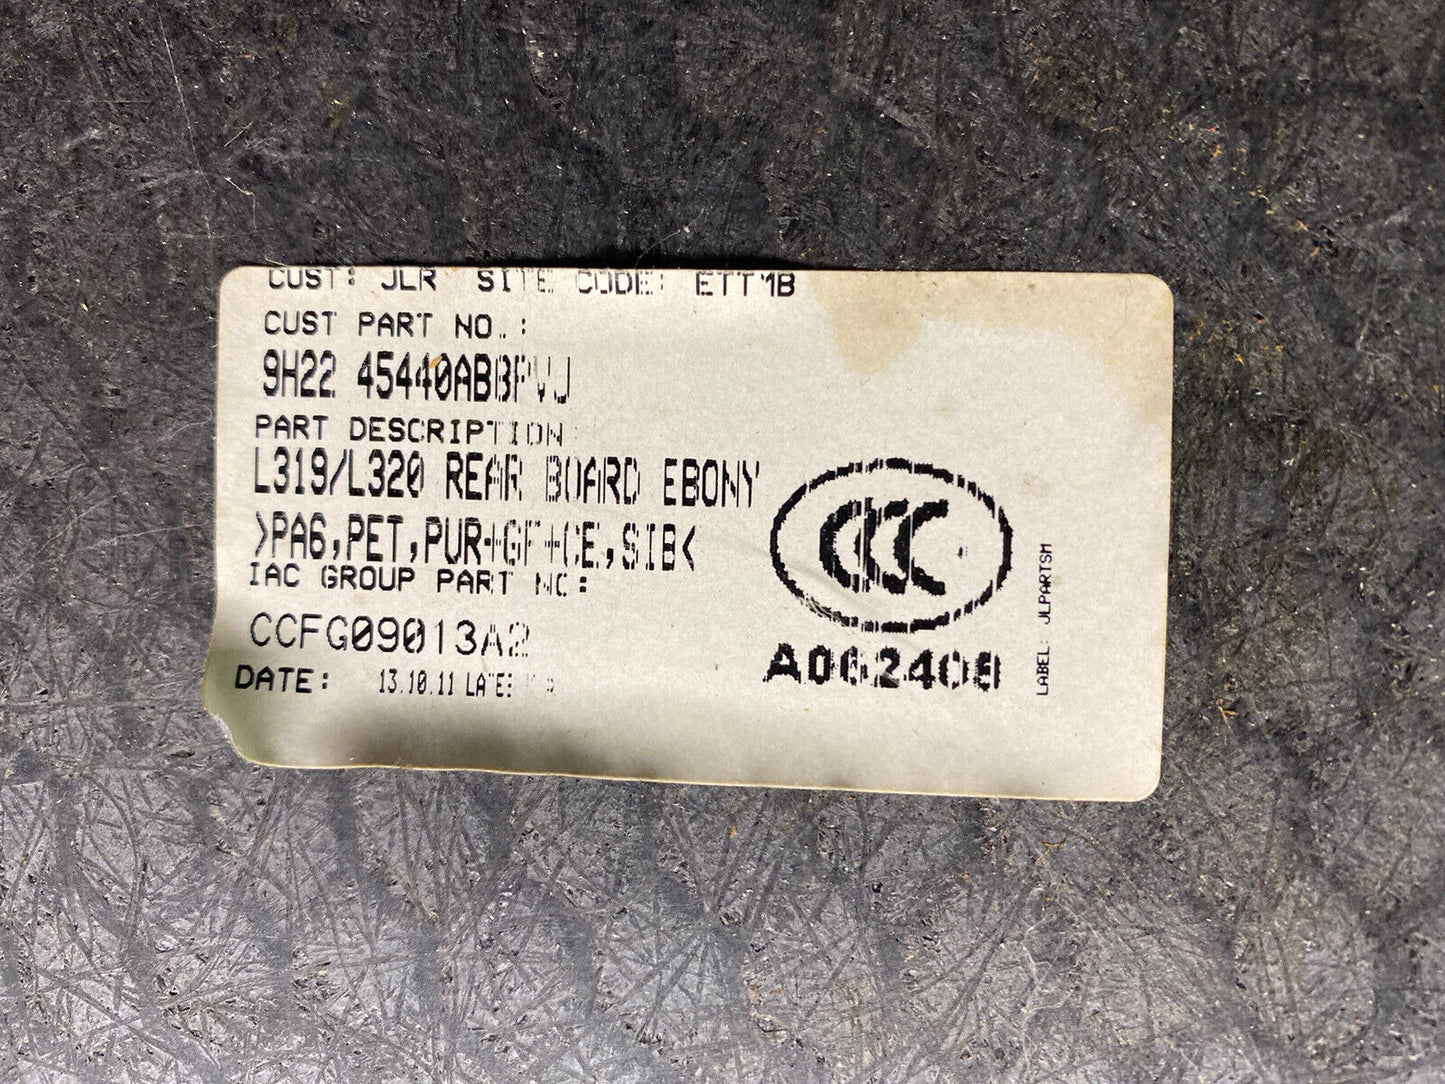 CUST: JLR SITE CODE: ETTMB
CUST PART NO.:
9H22 45440ABBPVJ
PART DESCRIPTION:
L319/L320 REAR BOARD EBONY
>PA6,PET,PUR+GF+CE,SIB<
IAC GROUP PART NO:
CCFG09013A2
DATE: 13.10.11
CCC
A062408
LABEL: JLPARTSM